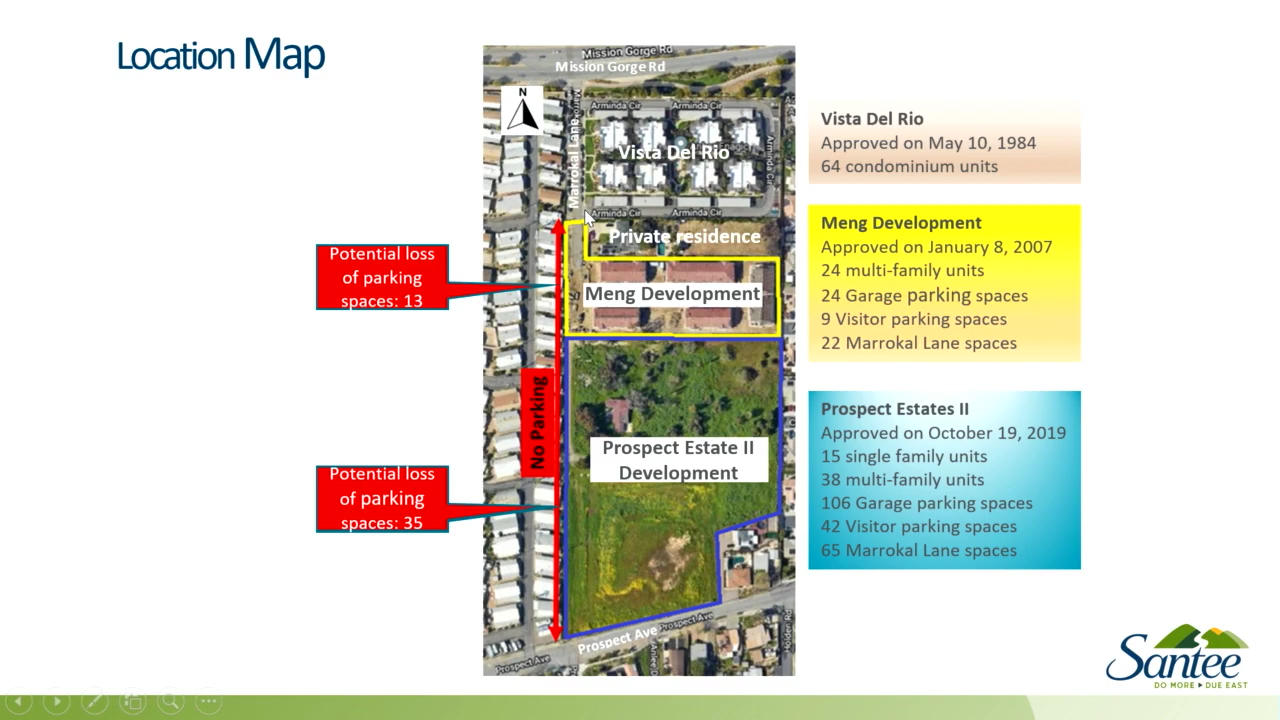 Location Map
Mission Gorge Rd
Mission Gorge Rd
N
Arminda Cir
Arminda Cir
Marrokal Lane
Vista Del Rio
Arminda Cir
Arminda Cir
Arminda Cir
Private residence
Meng Development
Potential loss
of parking
spaces: 13
No Parking
Prospect Estate II
Development
Potential loss
of parking
spaces: 35
Prospect Ave
Prospect Ave
Prospect Ave
Holden Rd
Vista Del Rio
Approved on May 10, 1984
64 condominium units
Meng Development
Approved on January 8, 2007
24 multi-family units
24 Garage parking spaces
9 Visitor parking spaces
22 Marrokal Lane spaces
Prospect Estates II
Approved on October 19, 2019
15 single family units
38 multi-family units
106 Garage parking spaces
42 Visitor parking spaces
65 Marrokal Lane spaces
Santee
DO MORE ▸ DUE EAST